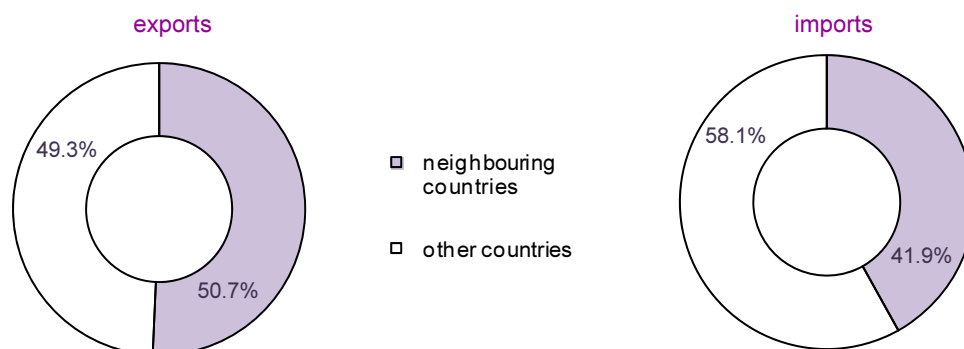 exports
49.3%
50.7%
neighbouring
countries
other countries
imports
58.1%
41.9%